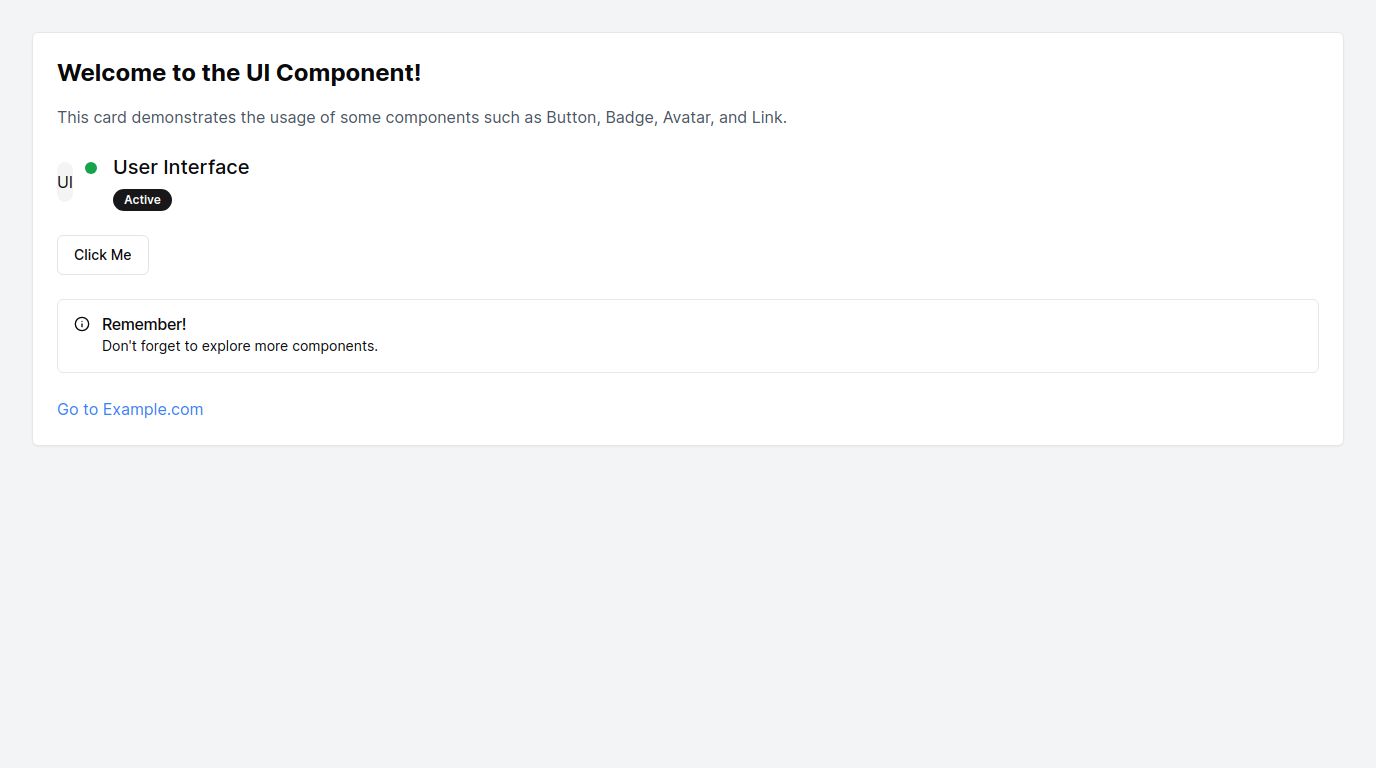 Welcome to the UI Component!
This card demonstrates the usage of some components such as Button, Badge, Avatar, and Link.
UI
User Interface
Active
Click Me
Remember!
Don't forget to explore more components.
Go to Example.com